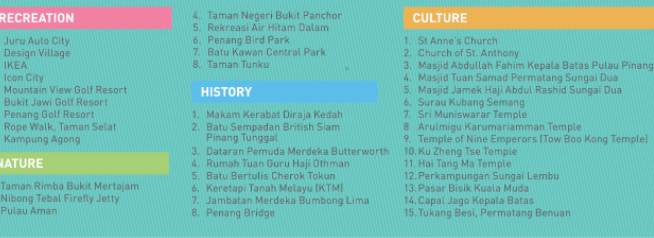 RECREATION
Juru Auto City
Design Village
IKEA
Icon City
Mountain View Golf Resort
Bukit Jawi Golf Resort
Penang Golf Resort
Rope Walk, Taman Selat
Kampung Agong
NATURE
Taman Rimba Bukit Mertajam
Nibong Tebal Firefly Jetty
Pulau Aman
4. Taman Negeri Bukit Panchor
5. Rekreasi Air Hitam Dalam
6. Penang Bird Park
7. Batu Kawan Central Park
8. Taman Tunku
HISTORY
1. Makam Kerabat Diraja Kedah
2. Batu Sempadan British Siam
Pinang Tunggal
3. Dataran Pemuda Merdeka Butterworth
4. Rumah Tuan Guru Haji Othman
5. Batu Bertulis Cherok Tokun
6. Keretapi Tanah Melayu (KTM)
7. Jambatan Merdeka Bumbong Lima
8. Penang Bridge
CULTURE
1. St Anne's Church
2. Church of St. Anthony
3. Masjid Abdullah Fahim Kepala Batas Pulau Pinang
4. Masjid Tuan Samad Permatang Sungai Dua
5. Masjid Jamek Haji Abdul Rashid Sungai Dua
6. Surau Kubang Semang
7. Sri Muniswarar Temple
8 Arulmigu Karumariamman Temple
9. Temple of Nine Emperors (Tow Boo Kong Temple)
10. Ku Zheng Tse Temple
11. Hai Tang Ma Temple
12. Perkampungan Sungai Lembu
13. Pasar Bisik Kuala Muda
14. Capal Jago Kepala Batas
15. Tukang Besi, Permatang Benuan